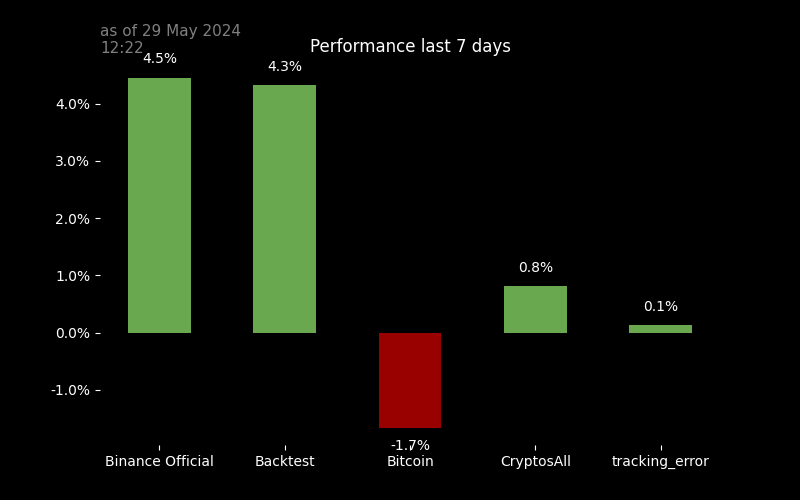 as of 29 May 2024
12:22
Performance last 7 days
4.5%
4.3%
4.0%
3.0%
2.0%
1.0%
0.8%
0.1%
0.0%
-1.0%
-1.7%
Binance Official
Backtest
Bitcoin
CryptosAll
tracking_error